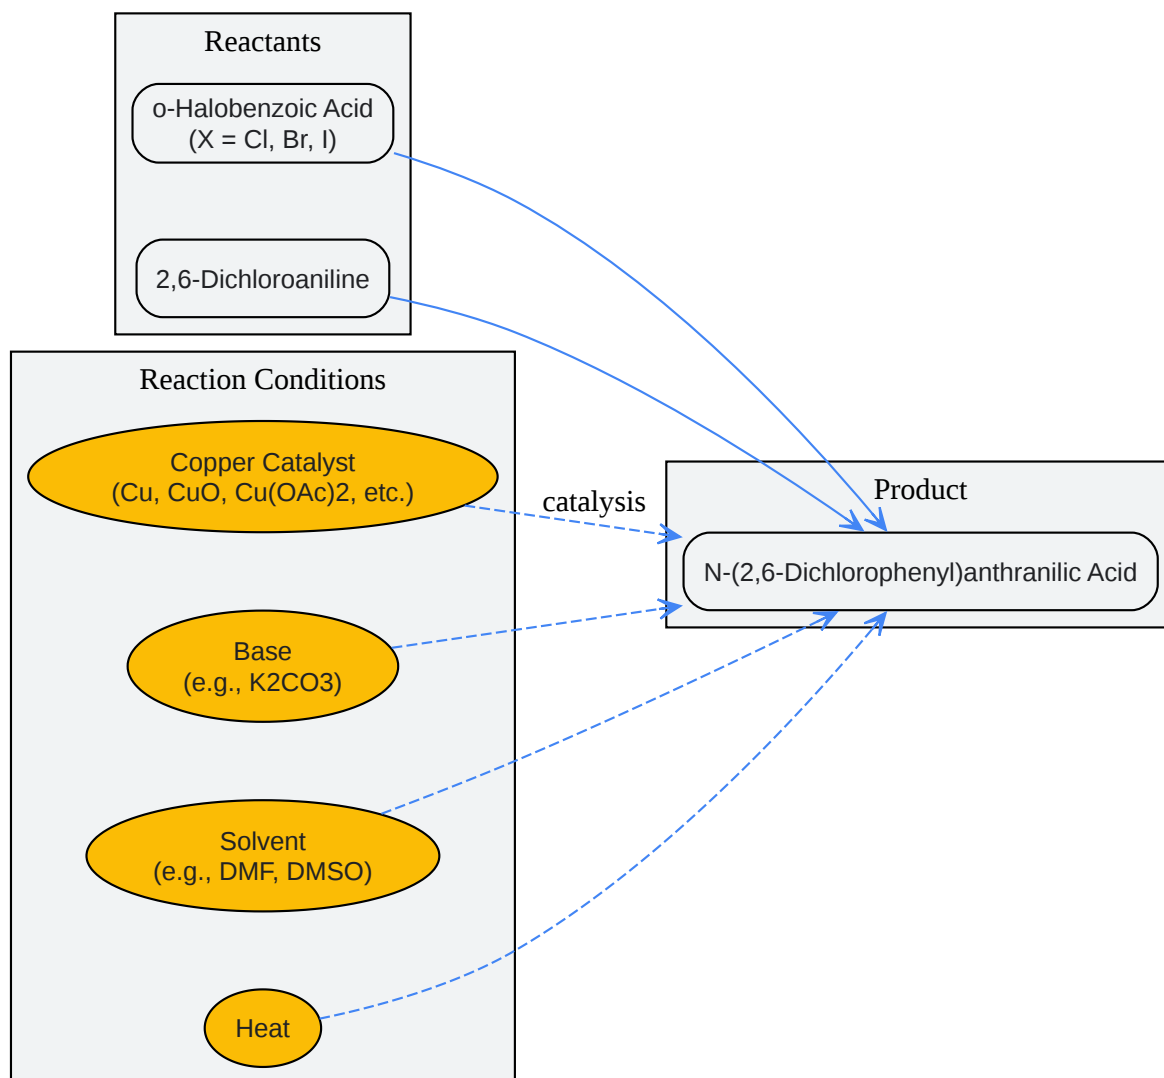 Reactants
o-Halobenzoic Acid
(X = Cl, Br, I)
2,6-Dichloroaniline
Reaction Conditions
Copper Catalyst
(Cu, CuO, Cu(OAc)2, etc.)
catalysis
Product
N-(2,6-Dichlorophenyl)anthranilic Acid
Base
(e.g., K2CO3)
Solvent
(e.g., DMF, DMSO)
Heat